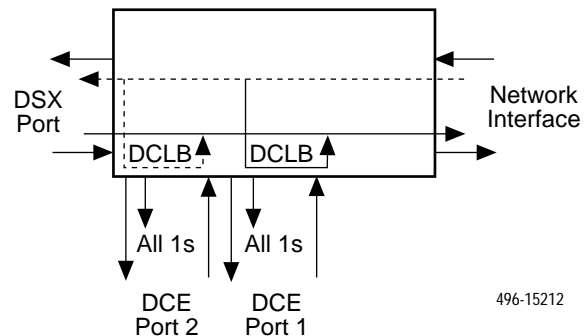 DSX
Port
Network
Interface
DCLB
DCLB
All 1s
All 1s
DCE
Port 2
DCE
Port 1
496-15212